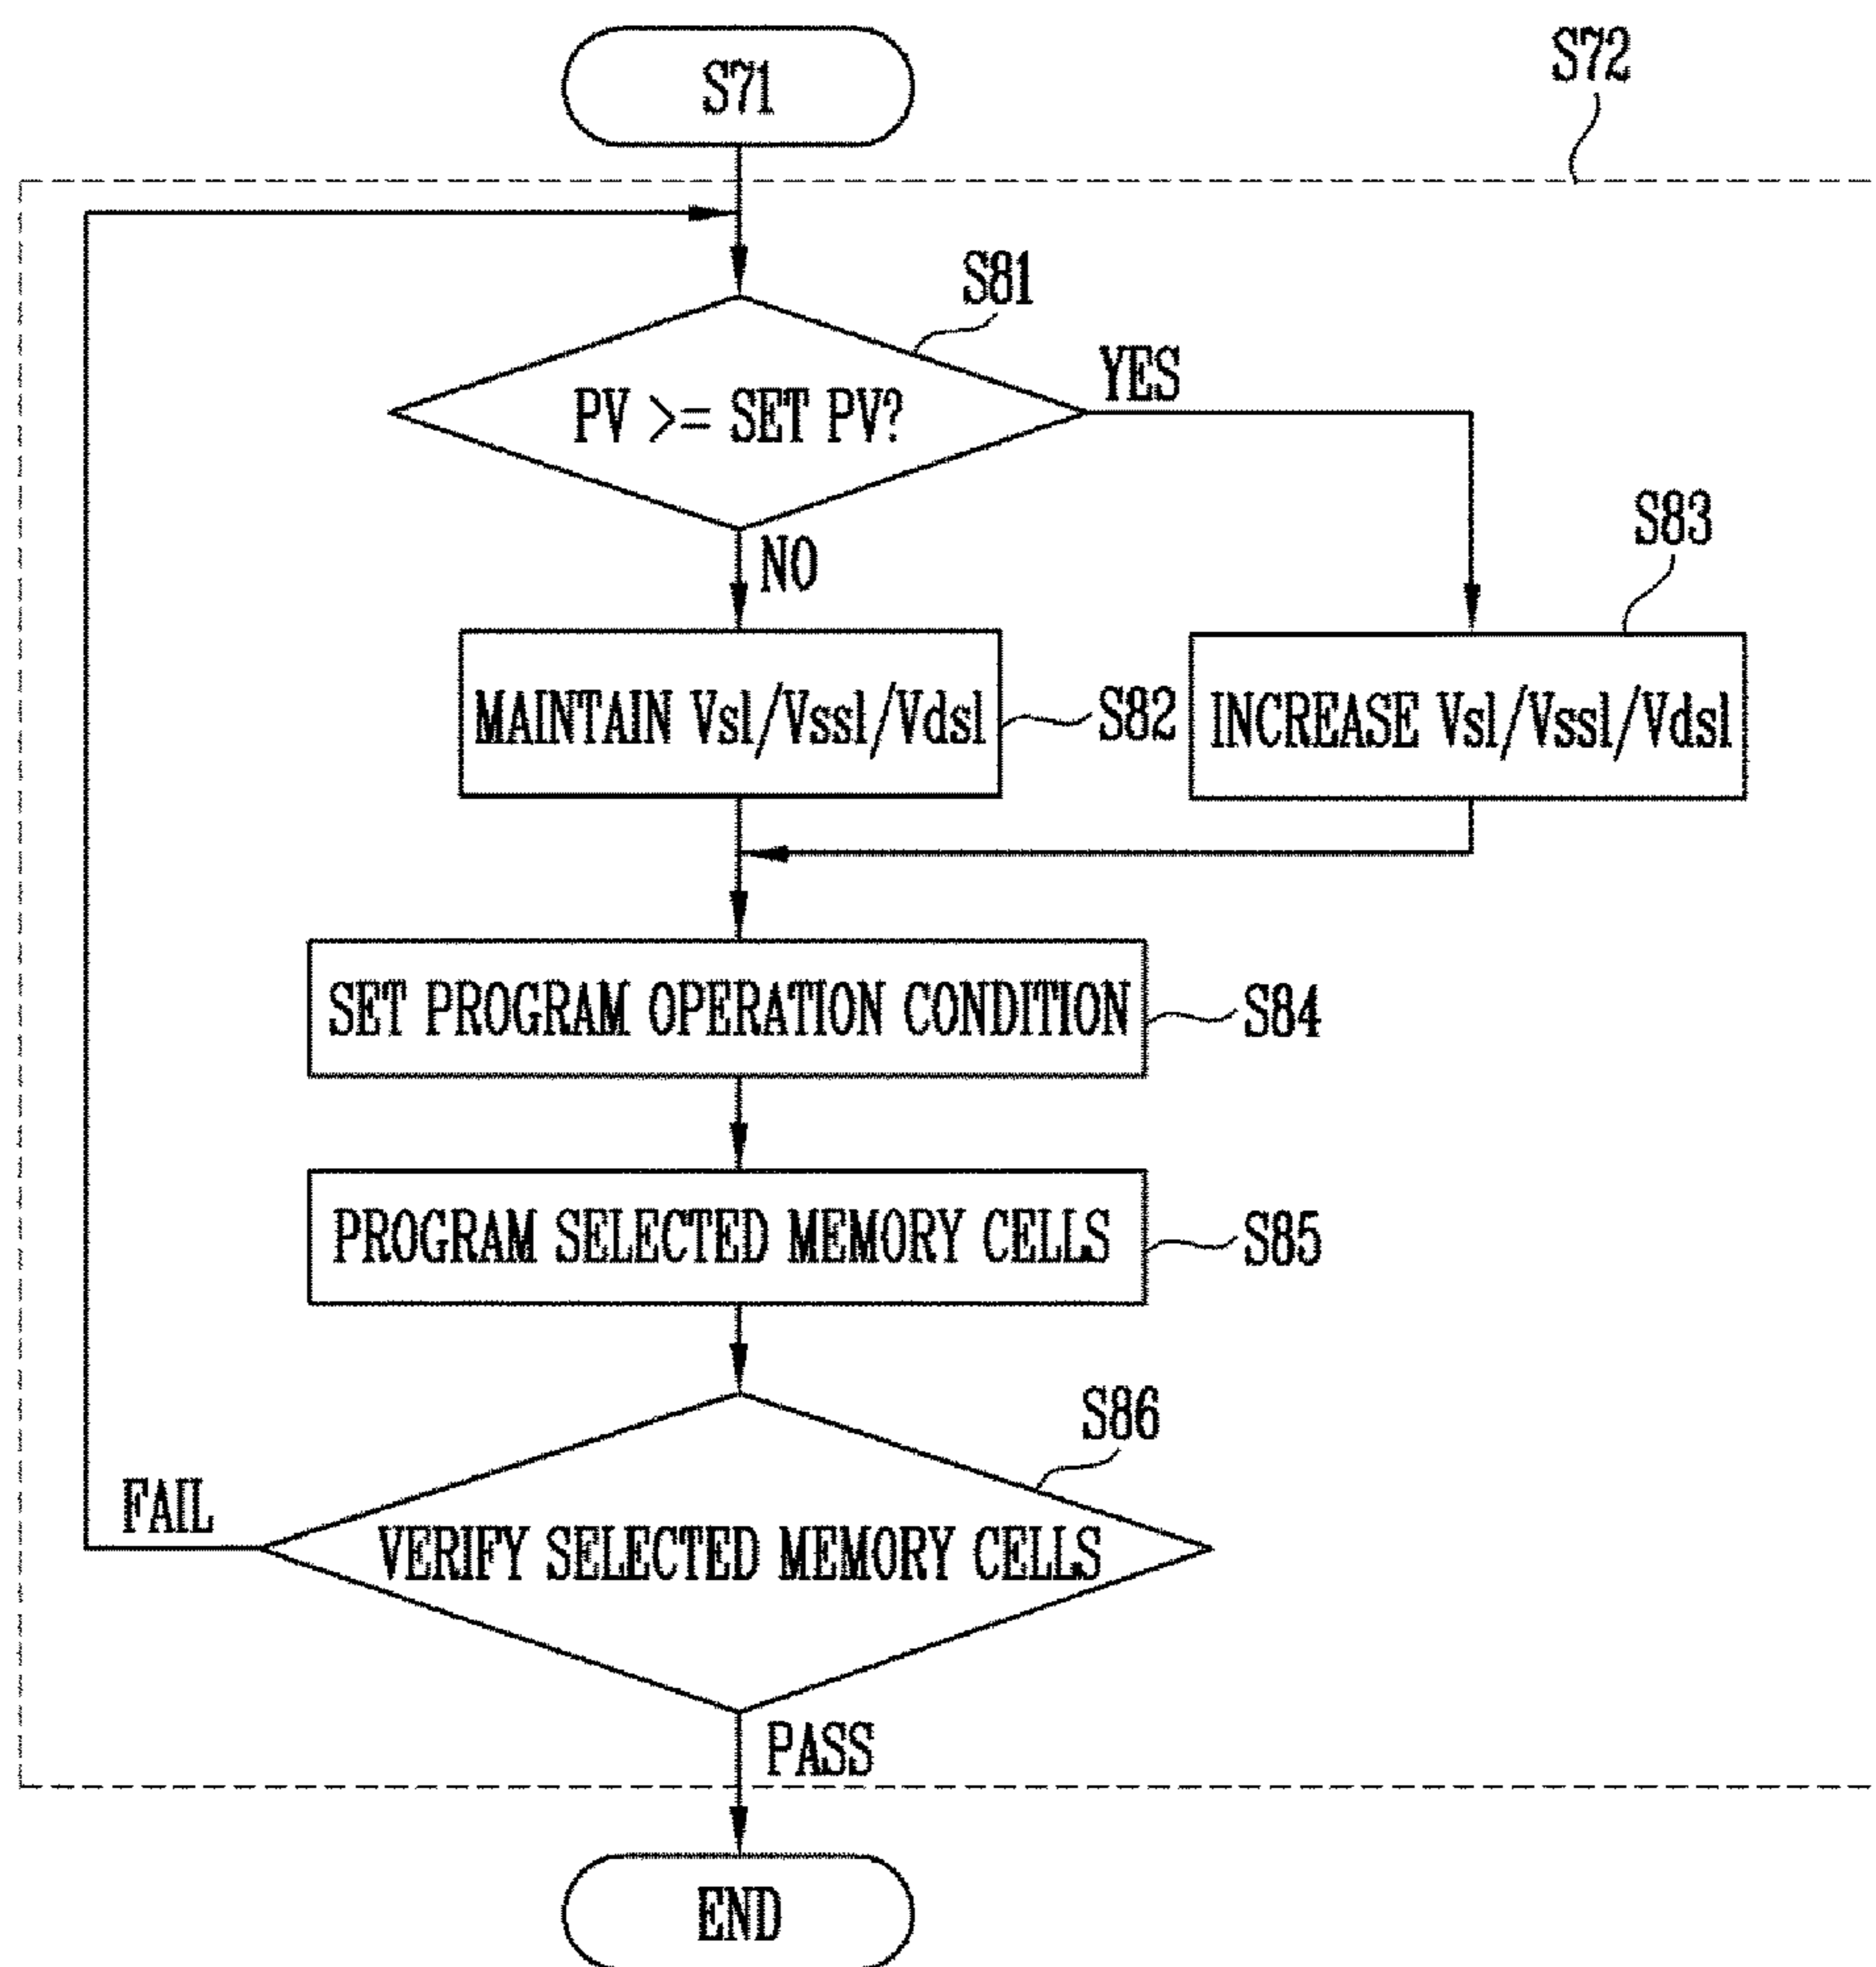 S71
S72
S81
PV >= SET PV?
YES
NO
S83
MAINTAIN Vsl/Vssl/Vdsl
S82
INCREASE Vsl/Vssl/Vdsl
SET PROGRAM OPERATION CONDITION
S84
PROGRAM SELECTED MEMORY CELLS
S85
S86
FAIL
VERIFY SELECTED MEMORY CELLS
PASS
END